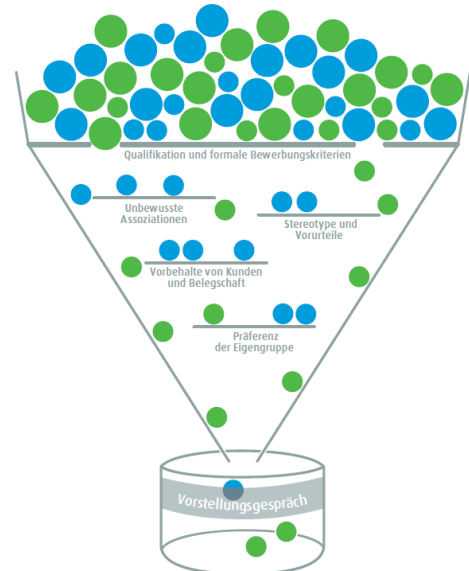 Qualifikation und formale Bewerbungskriterien
Unbewusste
Assoziationen
Stereotype und
Vorurteile
Vorbehalte von Kunden
und Belegschaft
Präferenz
der Eigengruppe
Vorstellungsgespräch